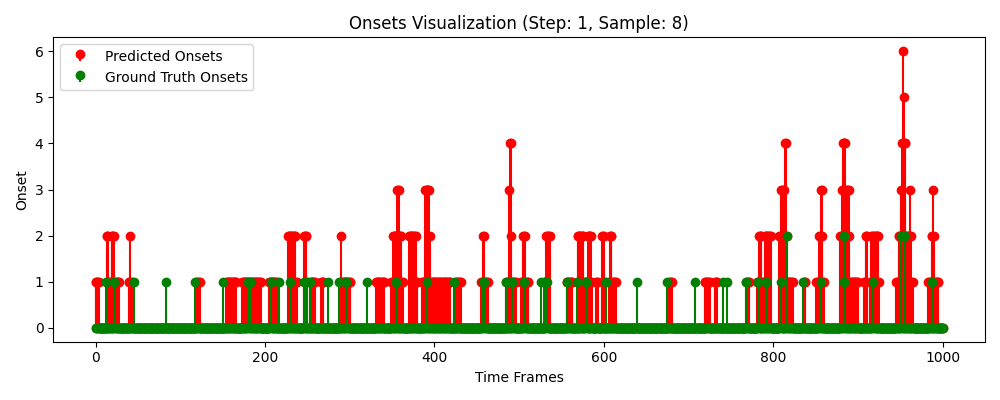 Onsets Visualization (Step: 1, Sample: 8)
Predicted Onsets
Ground Truth Onsets
Onset
6
5
4
3
2
1
0
0
200
400
600
800
1000
Time Frames